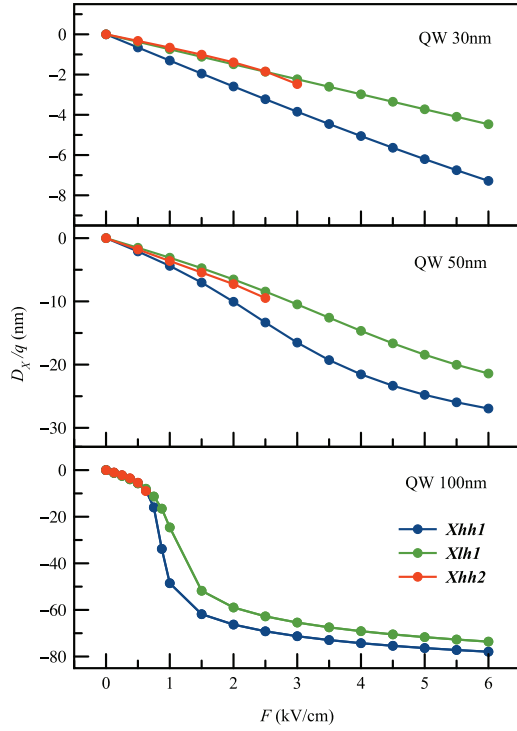 0
−2
−4
−6
−8
QW 30nm
0
−10
−20
−30
QW 50nm
D_X/q (nm)
0
−20
−40
−60
−80
QW 100nm
Xhh1
Xlh1
Xhh2
0 1 2 3 4 5 6
F (kV/cm)